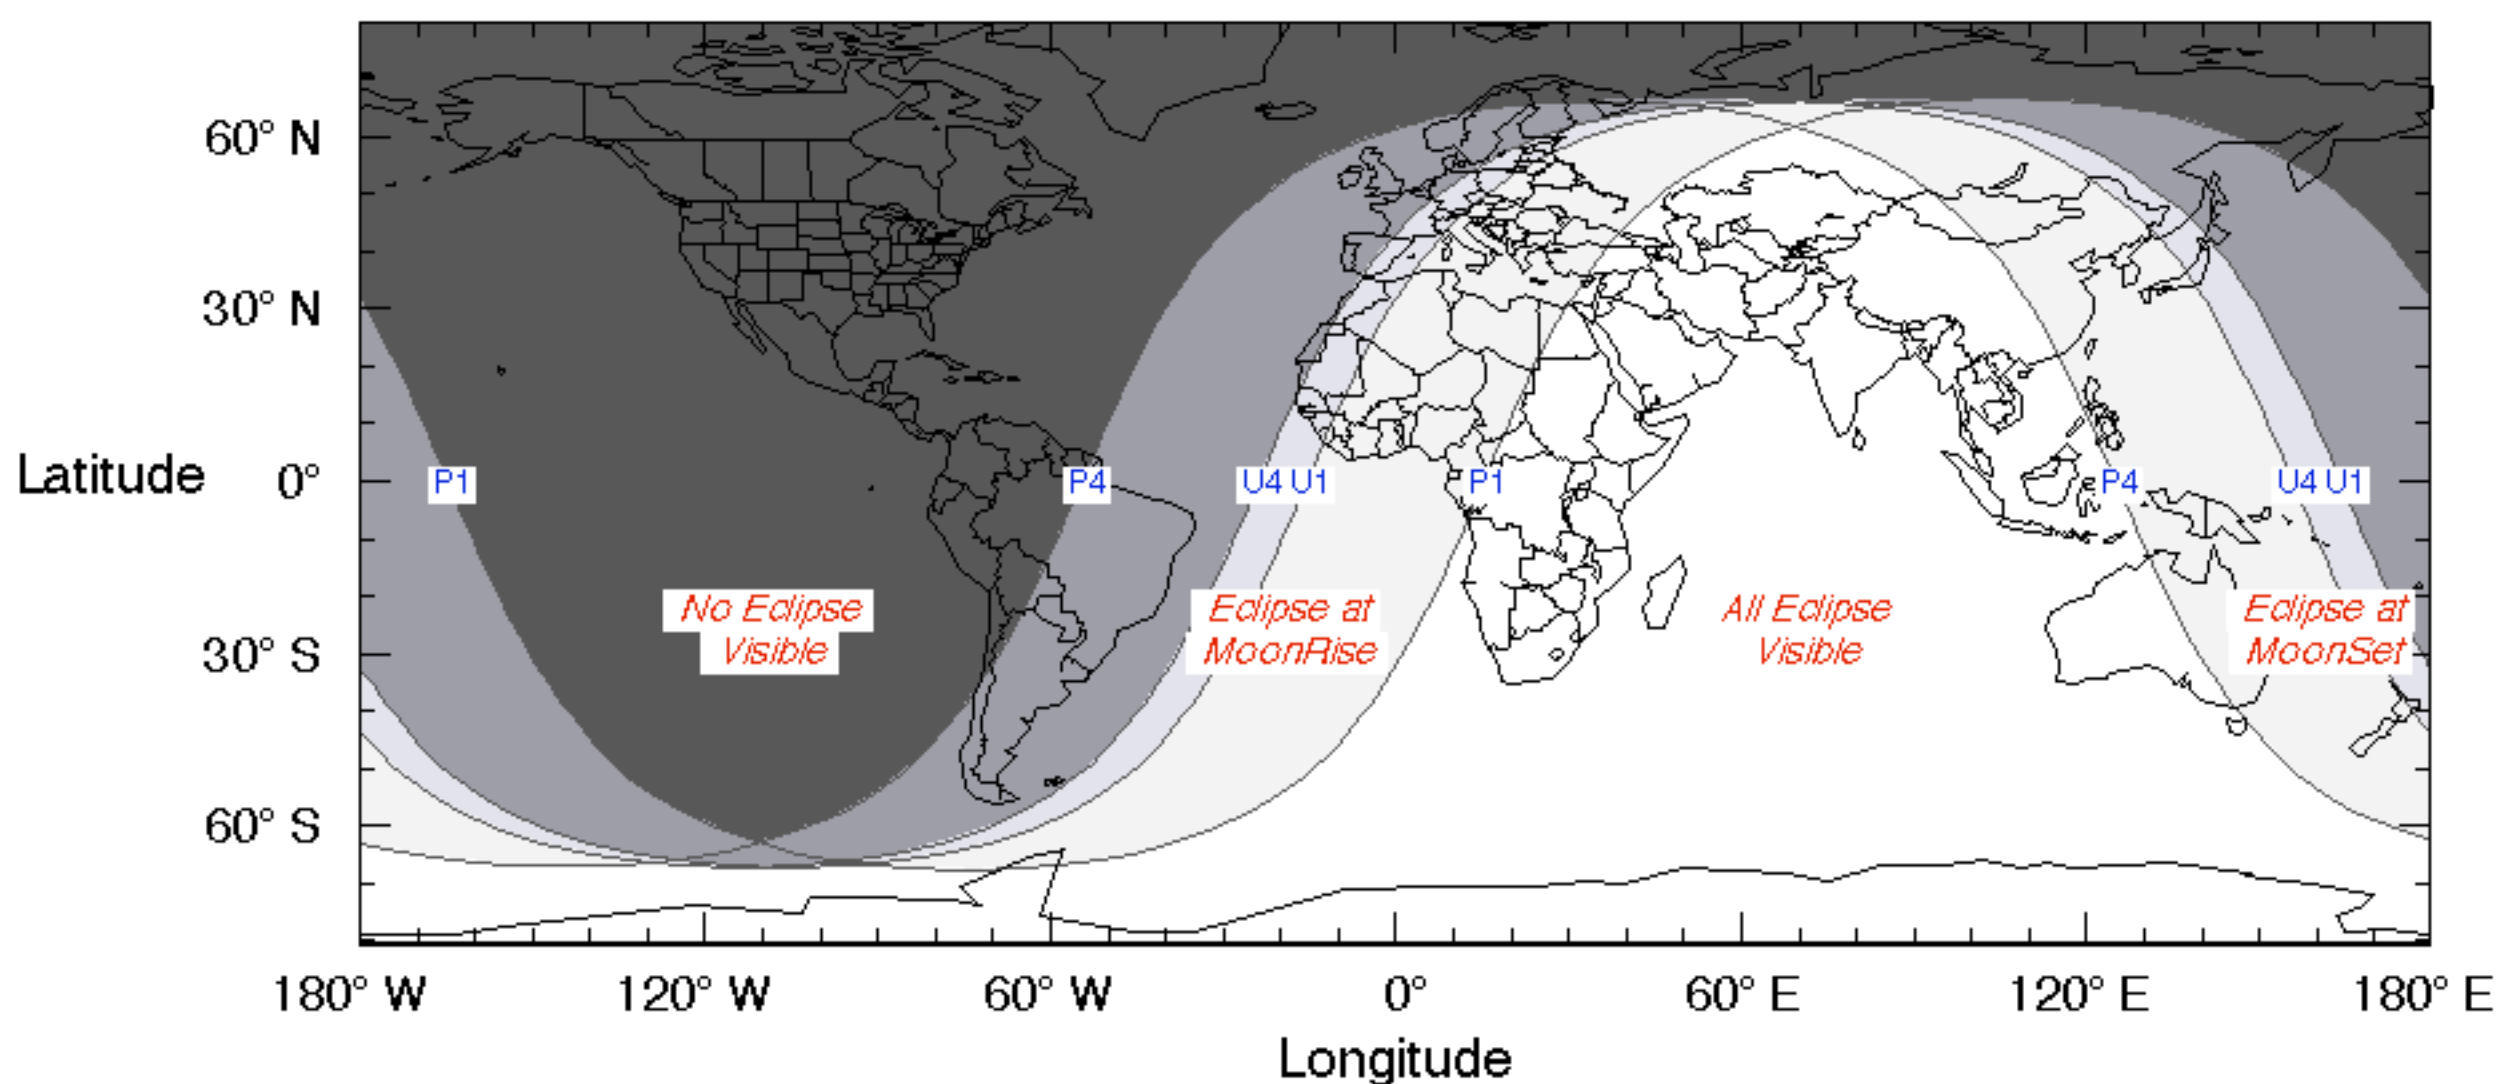 60° N
30° N
Latitude 0°
30° S
60° S
P1 P4 U4 U1 P1 P4 U4 U1
No Eclipse
Visible
Eclipse at
MoonRise
All Eclipse
Visible
Eclipse at
MoonSet
180° W 120° W 60° W 0° 60° E 120° E 180° E
Longitude